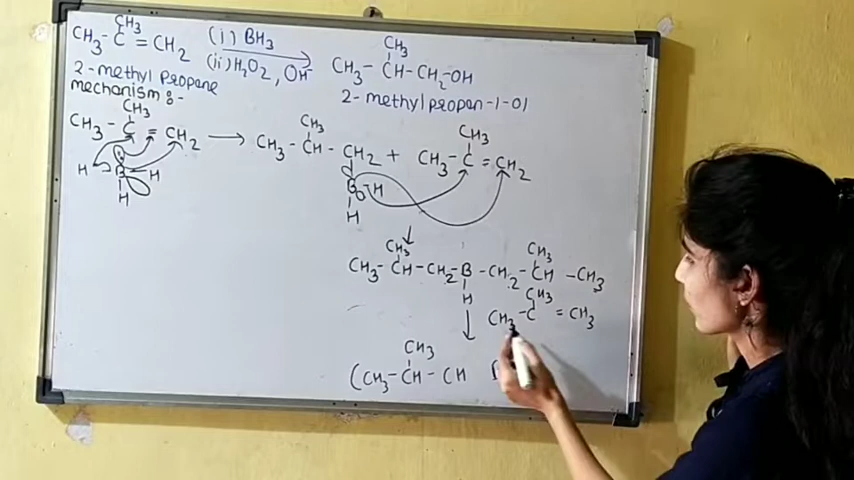 CH3
CH3 - C = CH2 (i) BH3
(ii) H2O2, OH-
CH3
CH3 - CH - CH2 - OH
2-methyl propane
2-methyl propan-1-ol
mechanism :-
CH3
CH3 - C = CH2
H B H
H
CH3
CH3 - CH - CH2 +
B - H
H
CH3
CH3 - C = CH2
CH3 CH3
CH3 - CH - CH2 - B - CH2 - CH - CH3
H
CH3
CH3 - C = CH3
CH3
(CH3 - CH - CH